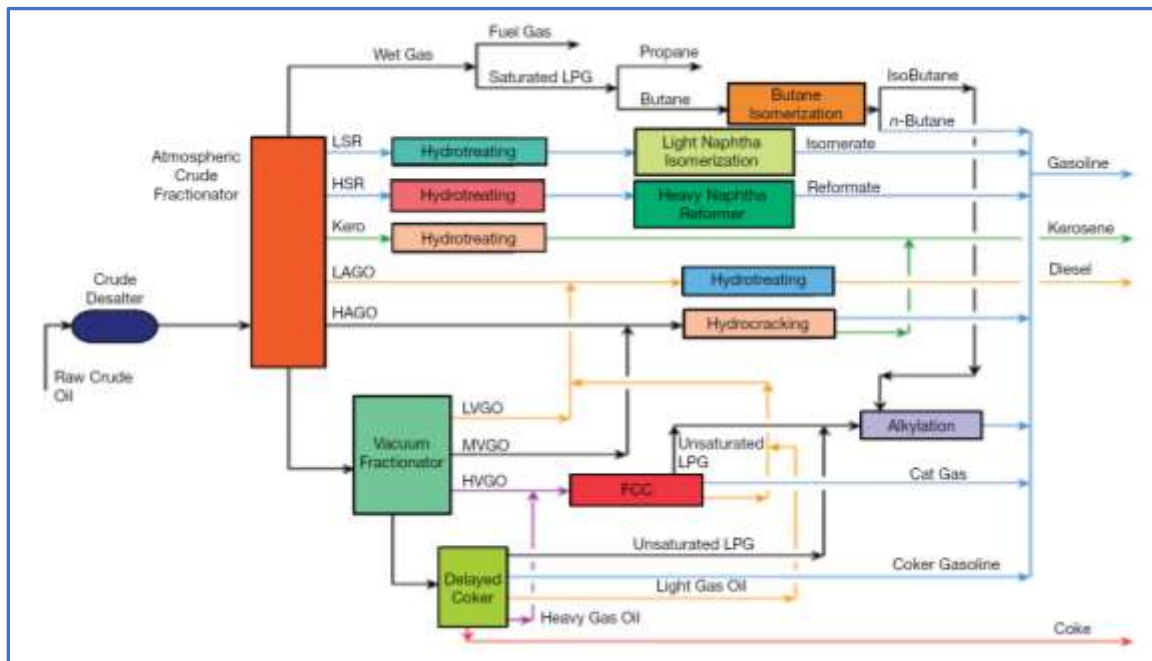 Fuel Gas
Wet Gas
Propane
Saturated LPG
IsoButane
Butane
Butane
Isomerization
n-Butane
LSR
Hydrotreating
Light Naphtha
Isomerization
Isomerate
Atmospheric
Crude
Fractionator
Gasoline
HSR
Hydrotreating
Heavy Naphtha
Reformer
Reformate
Kero
Hydrotreating
Kerosene
LAGO
Hydrotreating
Diesel
Crude
Desalter
HAGO
Hydrocracking
Raw Crude
Oil
LVGO
Vacuum
Fractionator
MVGO
Unsaturated
LPG
Alkylation
HVGO
FCC
Cat Gas
Unsaturated LPG
Coker Gasoline
Delayed
Coker
Light Gas Oil
Heavy Gas Oil
Coke